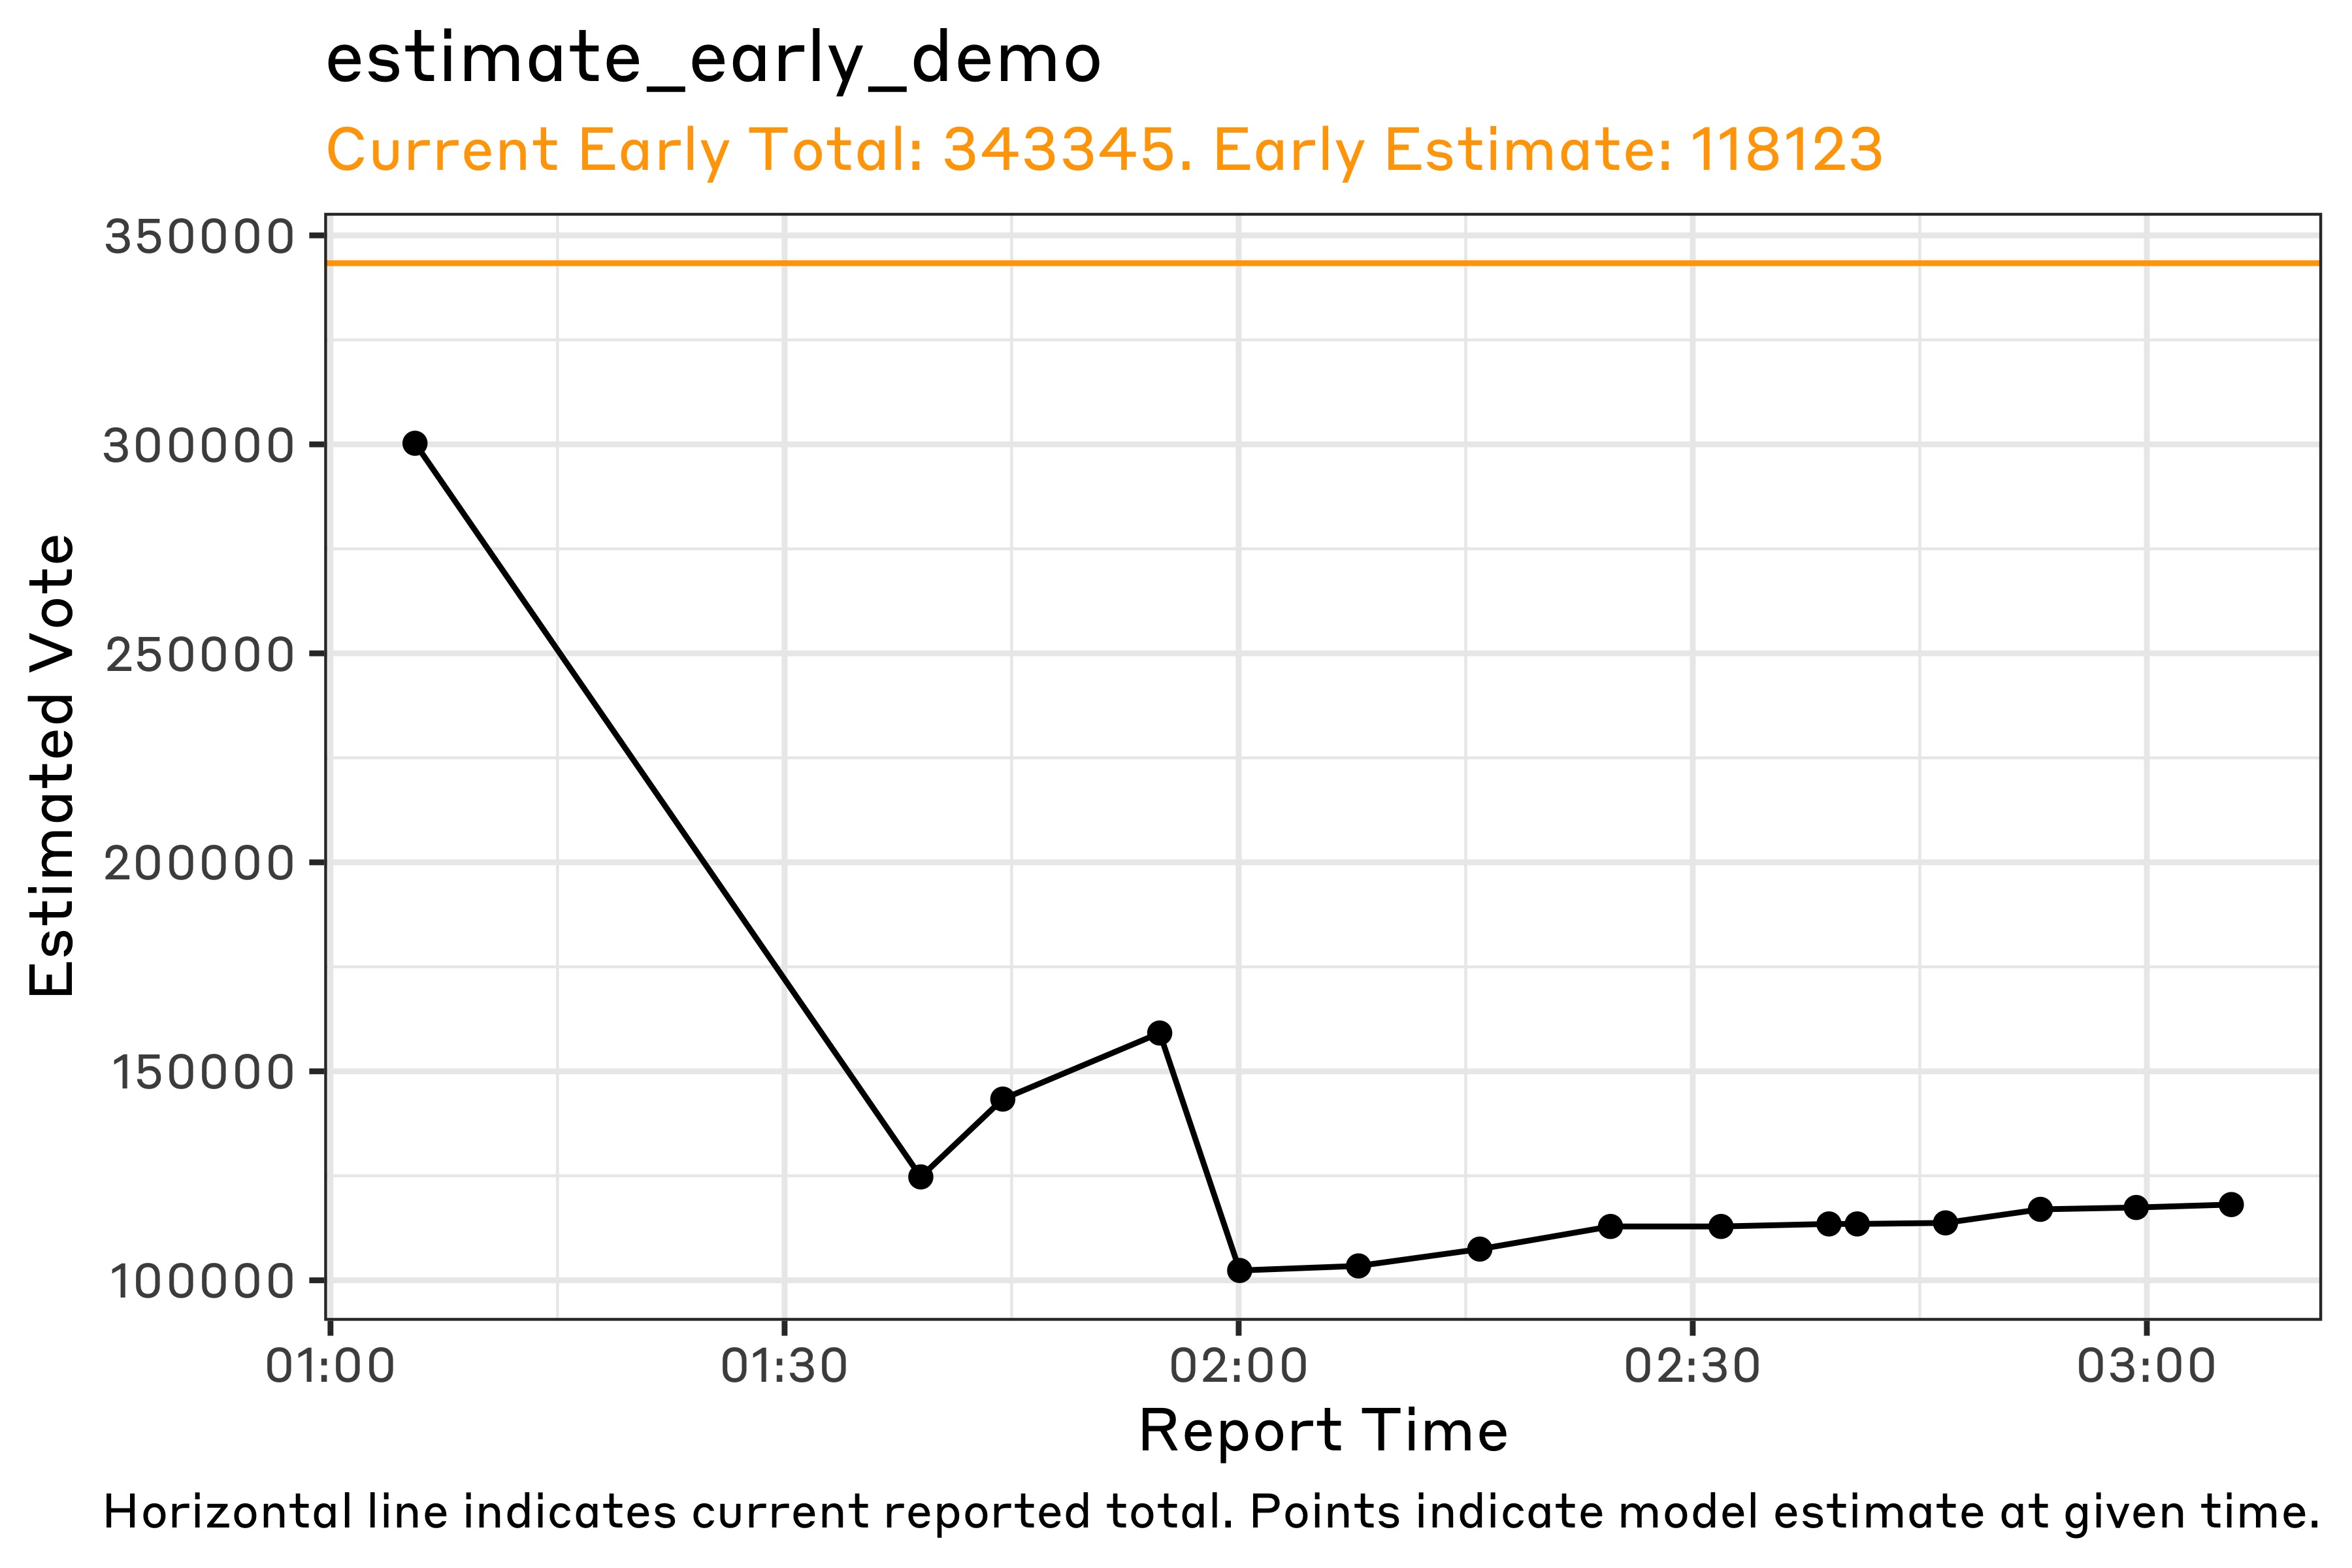 estimate_early_demo
Current Early Total: 343345. Early Estimate: 118123
350000
300000
250000
200000
150000
100000
Estimated Vote
01:00 01:30 02:00 02:30 03:00
Report Time
Horizontal line indicates current reported total. Points indicate model estimate at given time.